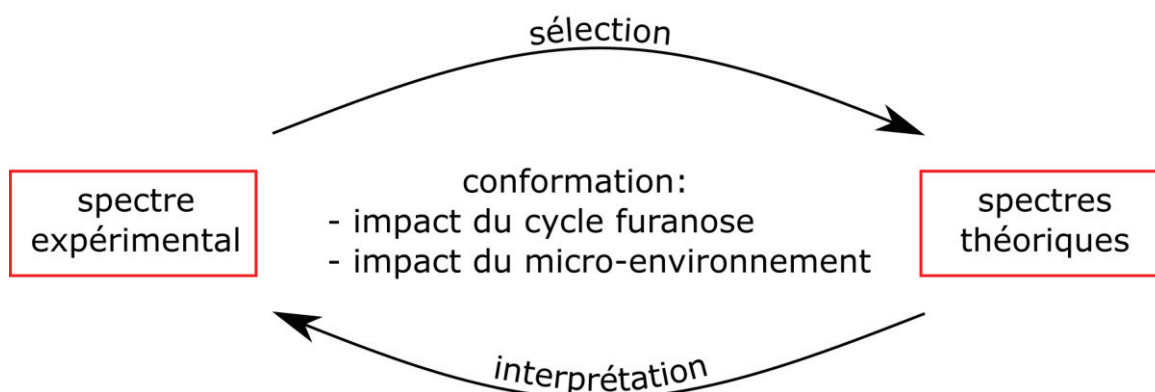 sélection
spectre
expérimental
conformation:
- impact du cycle furanose
- impact du micro-environnement
spectres
théoriques
interprétation